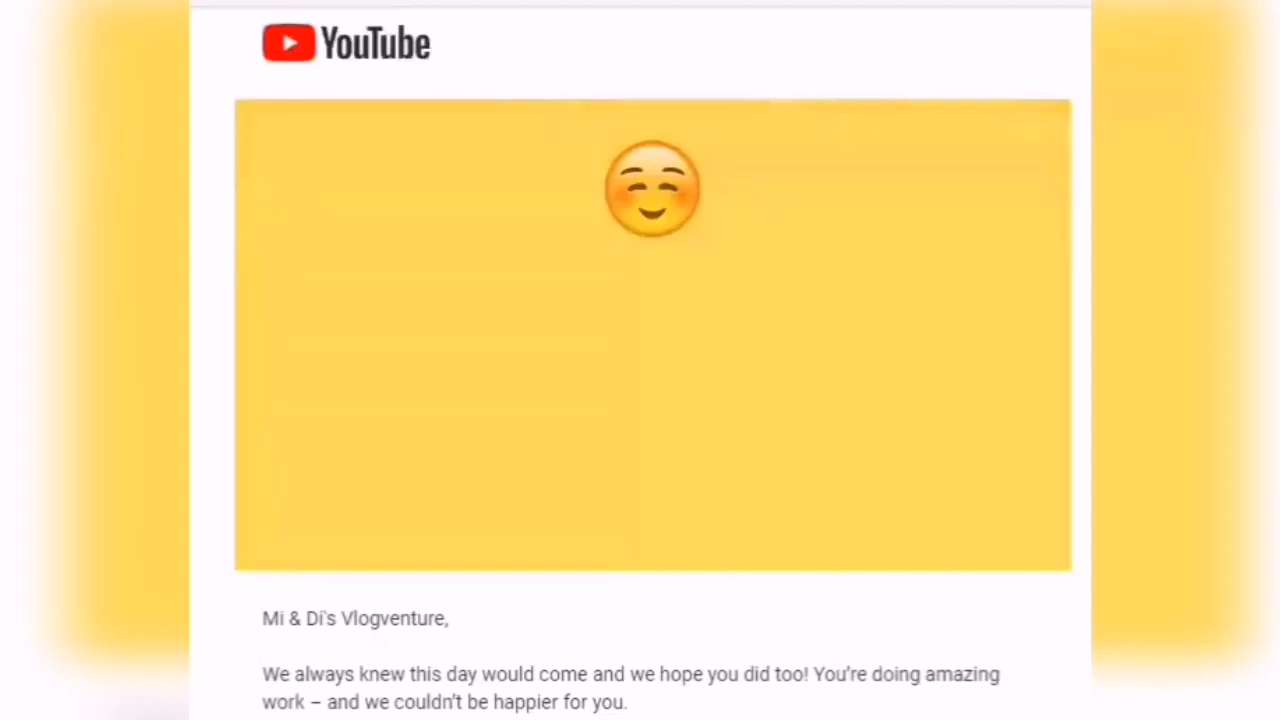 YouTube
Mi & Di's Vlogventure,
We always knew this day would come and we hope you did too! You're doing amazing
work – and we couldn't be happier for you.